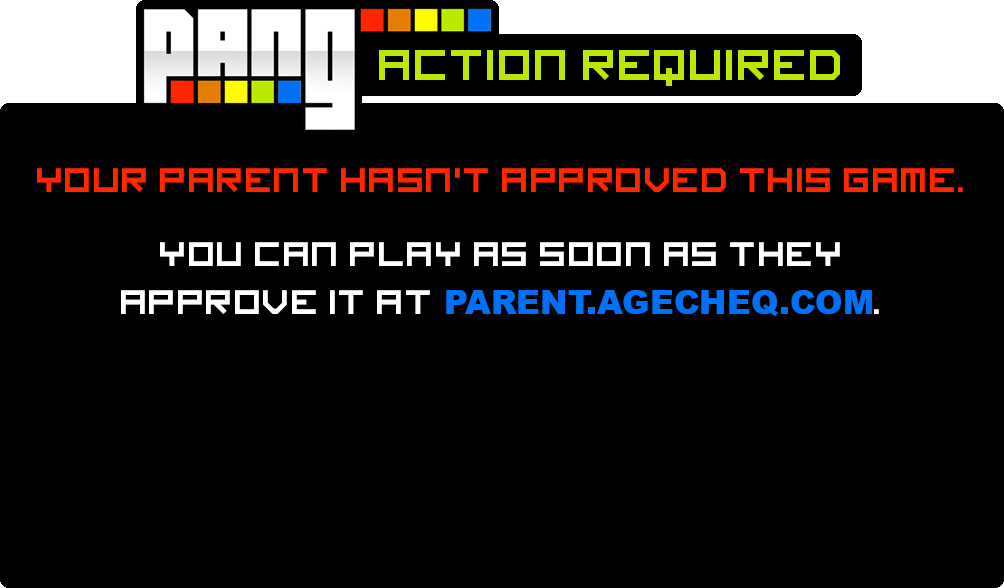 PANG
ACTION REQUIRED
YOUR PARENT HASN'T APPROVED THIS GAME.
YOU CAN PLAY AS SOON AS THEY
APPROVE IT AT PARENT.AGECHEQ.COM.